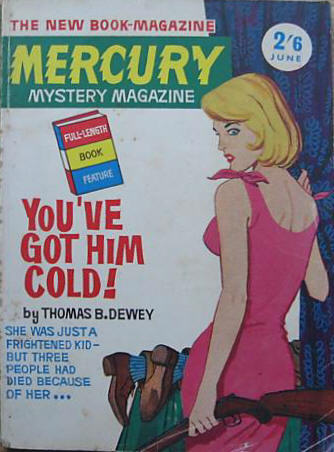 THE NEW BOOK-MAGAZINE
MERCURY
MYSTERY MAGAZINE
2/6
JUNE
FULL-LENGTH
BOOK
FEATURE
YOU'VE
GOT HIM
COLD!
by THOMAS B. DEWEY
SHE WAS JUST A
FRIGHTENED KID-
BUT THREE
PEOPLE HAD
DIED BECAUSE
OF HER...